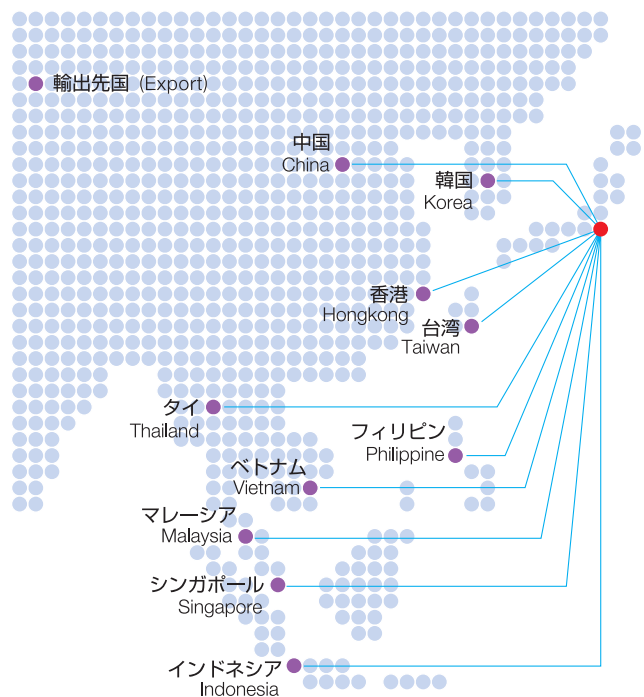 輸出先国 (Export)
中国
China
韓国
Korea
香港
Hongkong
台湾
Taiwan
タイ
Thailand
フィリピン
Philippine
ベトナム
Vietnam
マレーシア
Malaysia
シンガポール
Singapore
インドネシア
Indonesia